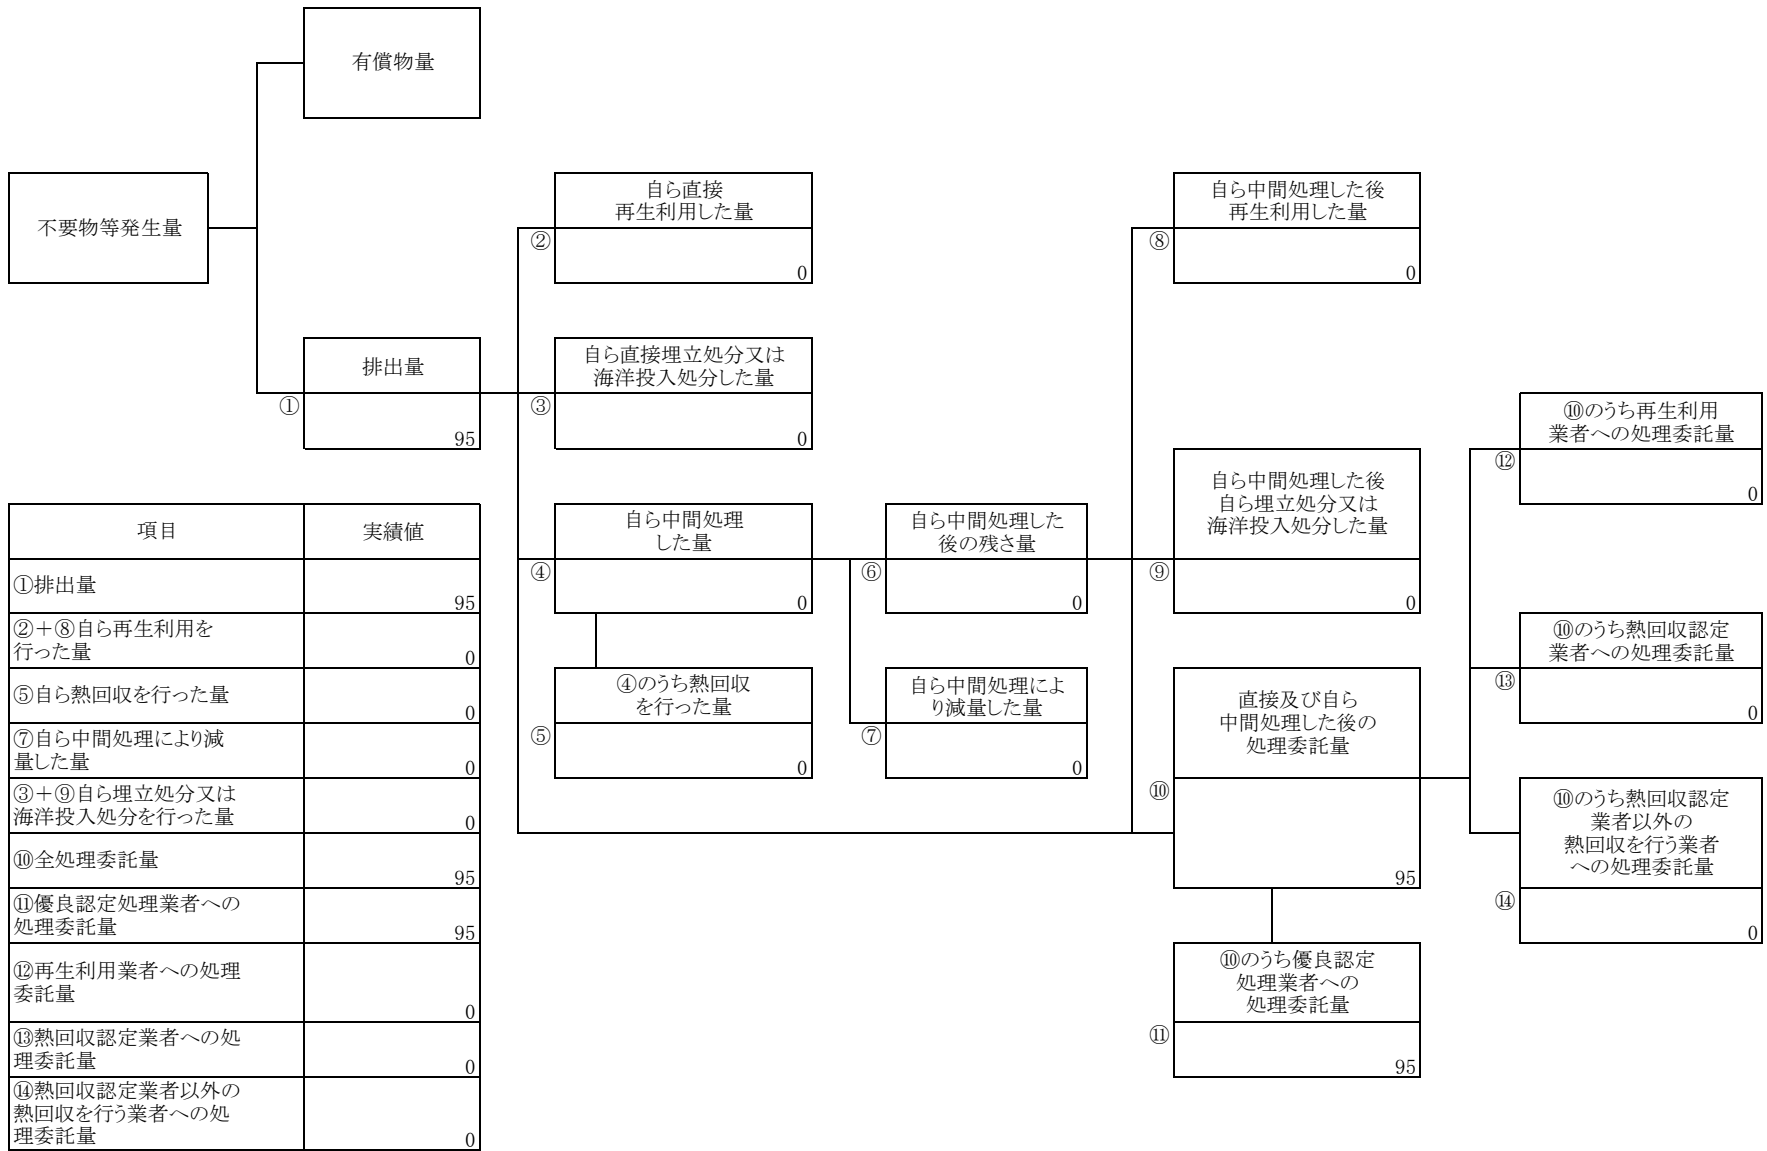 有償物量
不要物等発生量
排出量
①
95
自ら直接
再生利用した量
②
0
自ら直接埋立処分又は
海洋投入処分した量
③
0
自ら中間処理
した量
④
0
④のうち熱回収
を行った量
⑤
0
自ら中間処理した
後の残さ量
⑥
0
自ら中間処理によ
り減量した量
⑦
0
自ら中間処理した後
再生利用した量
⑧
0
自ら中間処理した後
自ら埋立処分又は
海洋投入処分した量
⑨
0
直接及び自ら
中間処理した後の
処理委託量
⑩
95
⑩のうち優良認定
処理業者への
処理委託量
⑪
95
⑩のうち再生利用
業者への処理委託量
⑫
0
⑩のうち熱回収認定
業者への処理委託量
⑬
0
⑩のうち熱回収認定
業者以外の
熱回収を行う業者
への処理委託量
⑭
0
項目 実績値
①排出量
95
②＋⑧自ら再生利用を
行った量
0
⑤自ら熱回収を行った量
0
⑦自ら中間処理により減
量した量
0
③＋⑨自ら埋立処分又は
海洋投入処分を行った量
0
⑩全処理委託量
95
⑪優良認定処理業者への
処理委託量
95
⑫再生利用業者への処理
委託量
0
⑬熱回収認定業者への処
理委託量
0
⑭熱回収認定業者以外の
熱回収を行う業者への処
理委託量
0